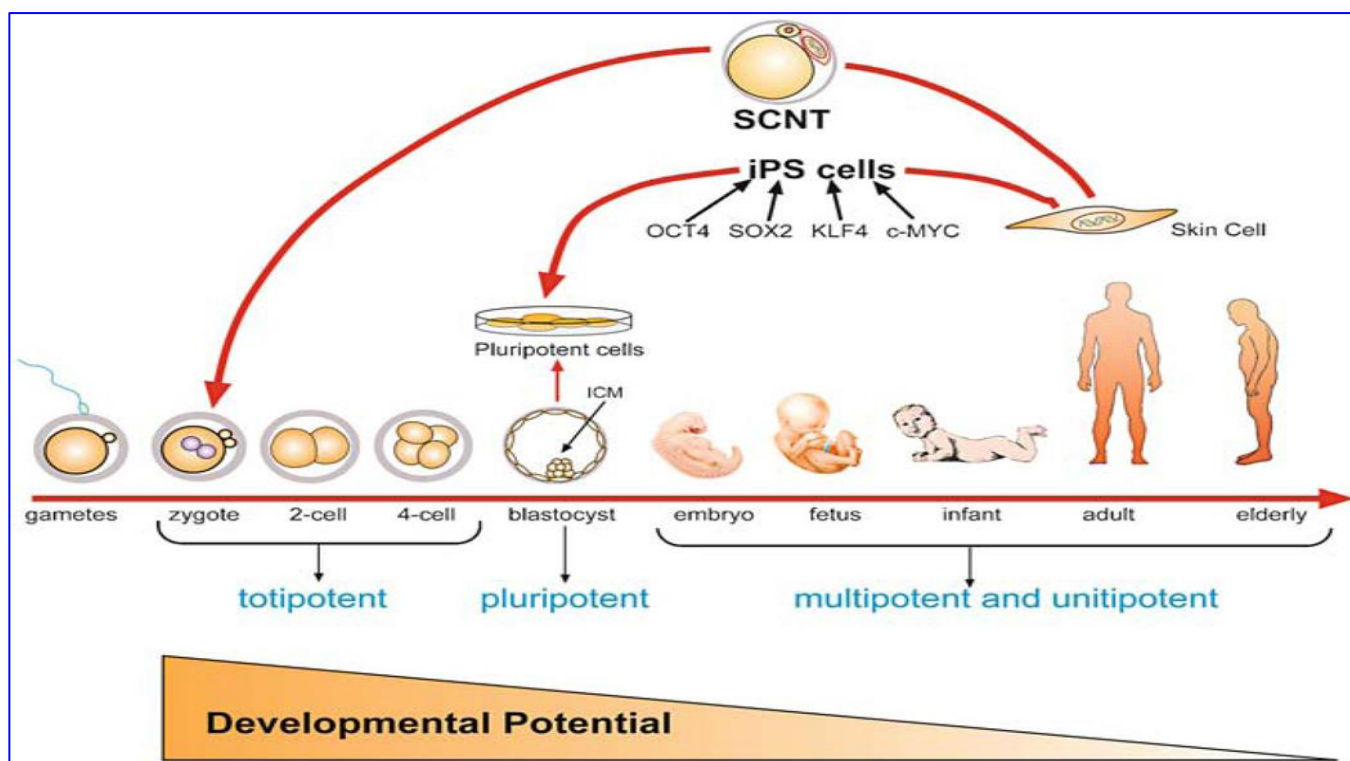 SCNT
iPS cells
OCT4 SOX2 KLF4 c-MYC
Skin Cell
Pluripotent cells
ICM
gametes zygote 2-cell 4-cell blastocyst embryo fetus infant adult elderly
totipotent pluripotent multipotent and unitipotent
Developmental Potential